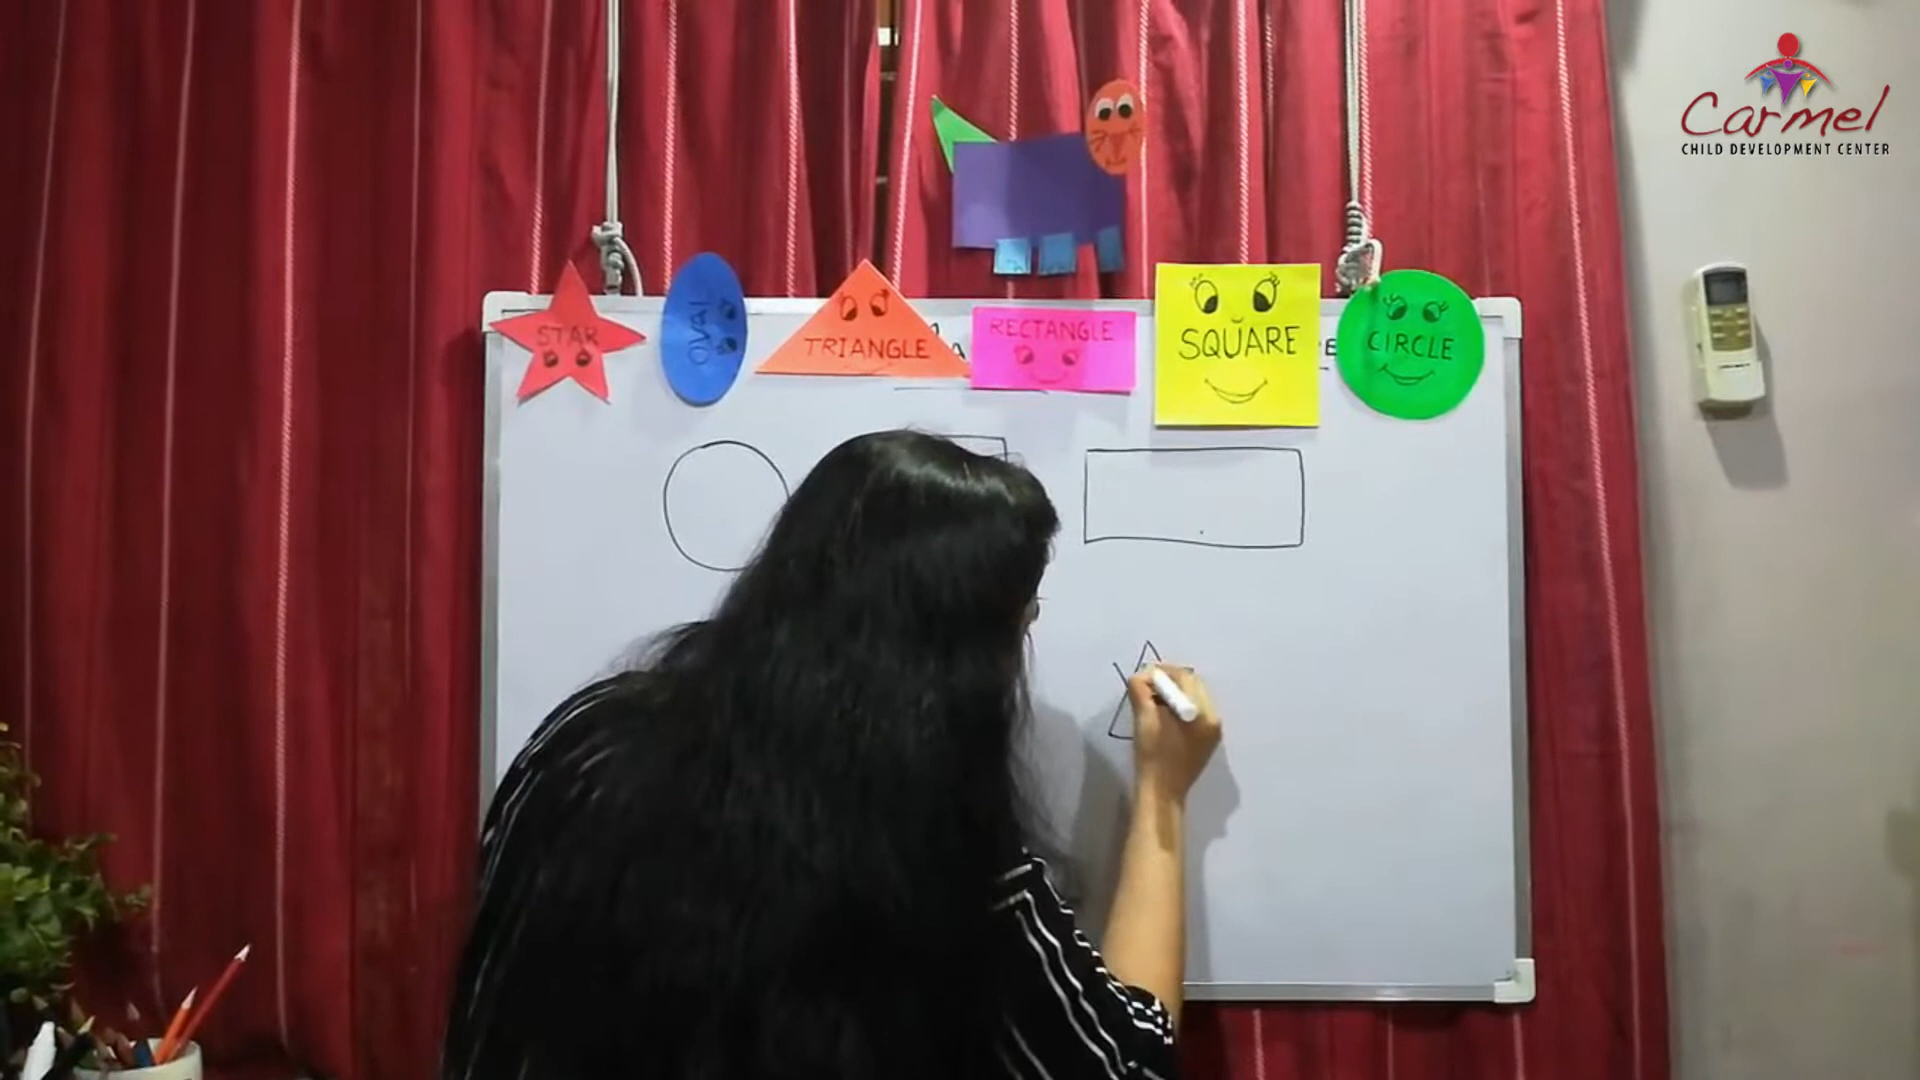 Carmel
CHILD DEVELOPMENT CENTER
STAR
OVAL
TRIANGLE
RECTANGLE
SQUARE
CIRCLE